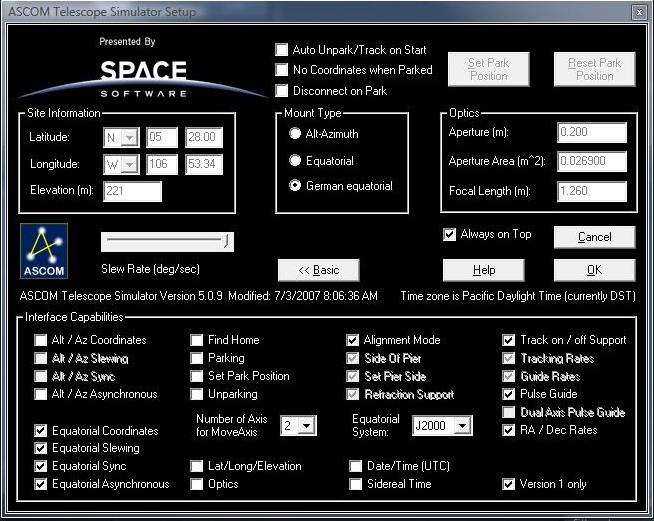 ASCOM Telescope Simulator Setup
x
Presented By
SPACE
SOFTWARE
Auto Unpark/Track on Start
No Coordinates when Parked
Disconnect on Park
Set Park
Position
Reset Park
Position
Site Information
Latitude: N 05 28.00
Longitude: W 106 53.34
Elevation (m): 221
Mount Type
Alt-Azimuth
Equatorial
German equatorial
Optics
Aperture (m): 0.200
Aperture Area (m^2): 0.026900
Focal Length (m): 1.260
ASCOM
Slew Rate (deg/sec)
<< Basic
Always on Top
Cancel
Help
OK
ASCOM Telescope Simulator Version 5.0.9 Modified: 7/3/2007 8:06:36 AM
Time zone is Pacific Daylight Time (currently DST)
Interface Capabilities
Alt / Az Coordinates
Alt / Az Slewing
Alt / Az Sync
Alt / Az Asynchronous
Equatorial Coordinates
Equatorial Slewing
Equatorial Sync
Equatorial Asynchronous
Find Home
Parking
Set Park Position
Unparking
Number of Axis
for MoveAxis
2
Lat/Long/Elevation
Optics
Alignment Mode
Side Of Pier
Set Pier Side
Refraction Support
Equatorial
System:
J2000
Date/Time (UTC)
Sidereal Time
Track on / off Support
Tracking Rates
Guide Rates
Pulse Guide
Dual Axis Pulse Guide
RA / Dec Rates
Version 1 only